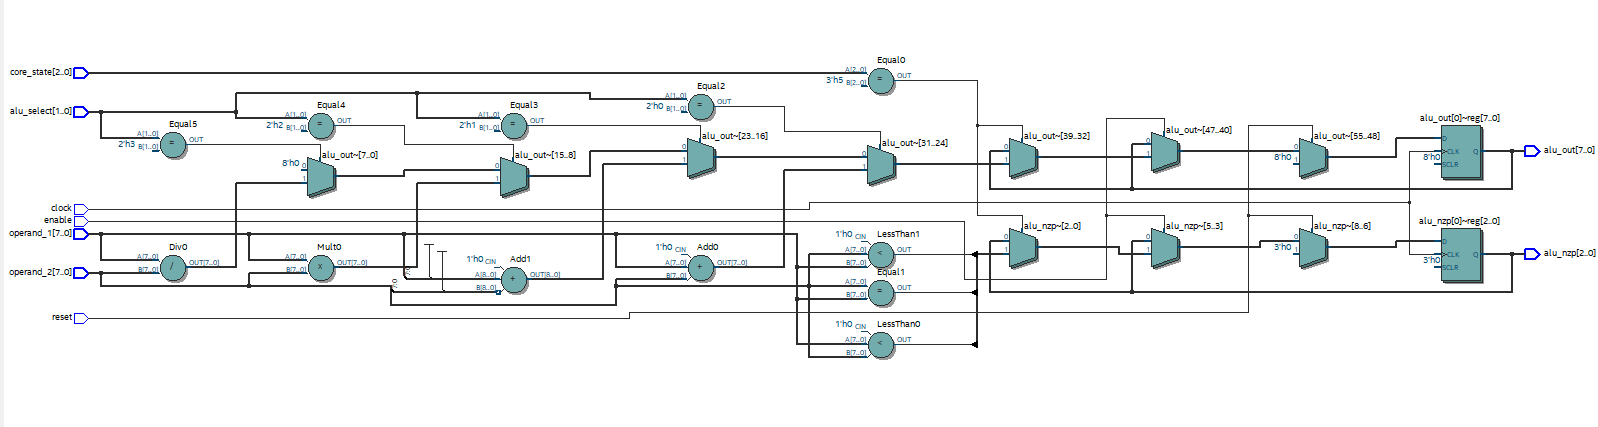 Equal0
core_state[2..0]
A[2..0]
3'h5 B[2..0]
OUT
Equal2
A[1..0]
2'h0 B[1..0]
OUT
alu_select[1..0]
Equal4
A[1..0]
2'h2 B[1..0]
OUT
Equal3
A[1..0]
2'h1 B[1..0]
OUT
Equal5
A[1..0]
2'h3 B[1..0]
OUT
alu_out~[7..0]
8'h0 0
1
alu_out~[15..8]
0
1
alu_out~[23..16]
0
1
alu_out~[31..24]
0
1
alu_out~[39..32]
0
1
alu_out~[47..40]
0
1
alu_out~[55..48]
0
8'h0 1
alu_out[0]~reg[7..0]
D
CLK
8'h0 SCLR
Q
alu_out[7..0]
clock
enable
operand_1[7..0]
operand_2[7..0]
reset
Div0
A[7..0]
B[7..0]
/
OUT[7..0]
Mult0
A[7..0]
B[7..0]
x
OUT[7..0]
7:0
7:0
Add1
1'h0 CIN
A[8..0]
B[8..0]
+
OUT[8..0]
Add0
1'h0 CIN
A[7..0]
B[7..0]
+
OUT[7..0]
LessThan1
1'h0 CIN
A[7..0]
B[7..0]
<
OUT
Equal1
A[7..0]
B[7..0]
=
OUT
LessThan0
1'h0 CIN
A[7..0]
B[7..0]
<
OUT
alu_nzp~[2..0]
0
1
alu_nzp~[5..3]
0
1
alu_nzp~[8..6]
0
3'h0 1
alu_nzp[0]~reg[2..0]
D
CLK
3'h0 SCLR
Q
alu_nzp[2..0]